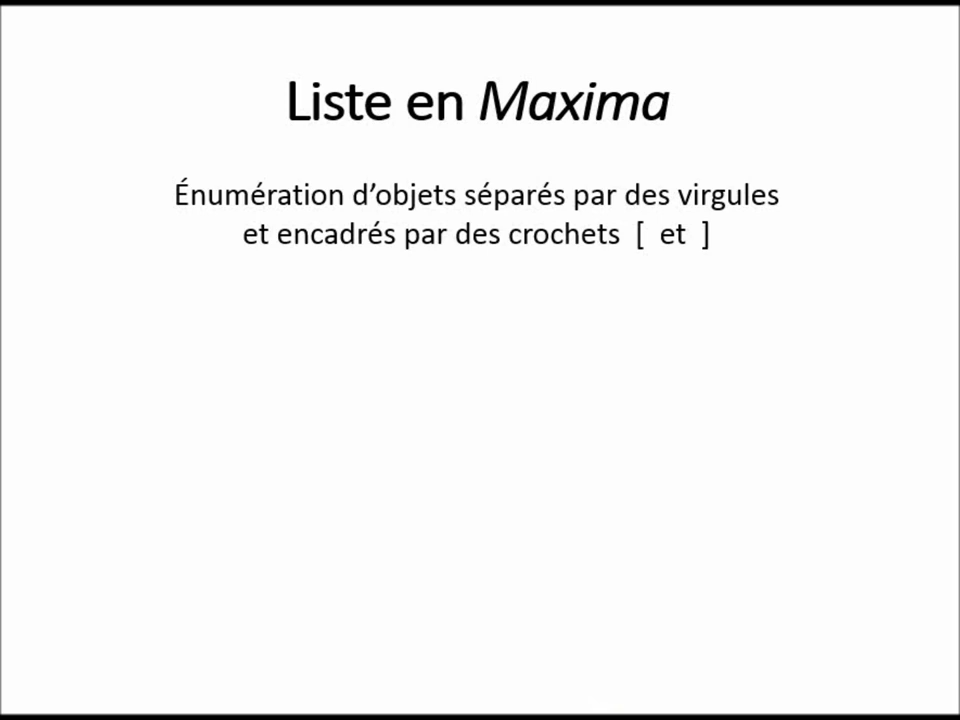 Liste en Maxima
Énumération d’objets séparés par des virgules
et encadrés par des crochets [ et ]